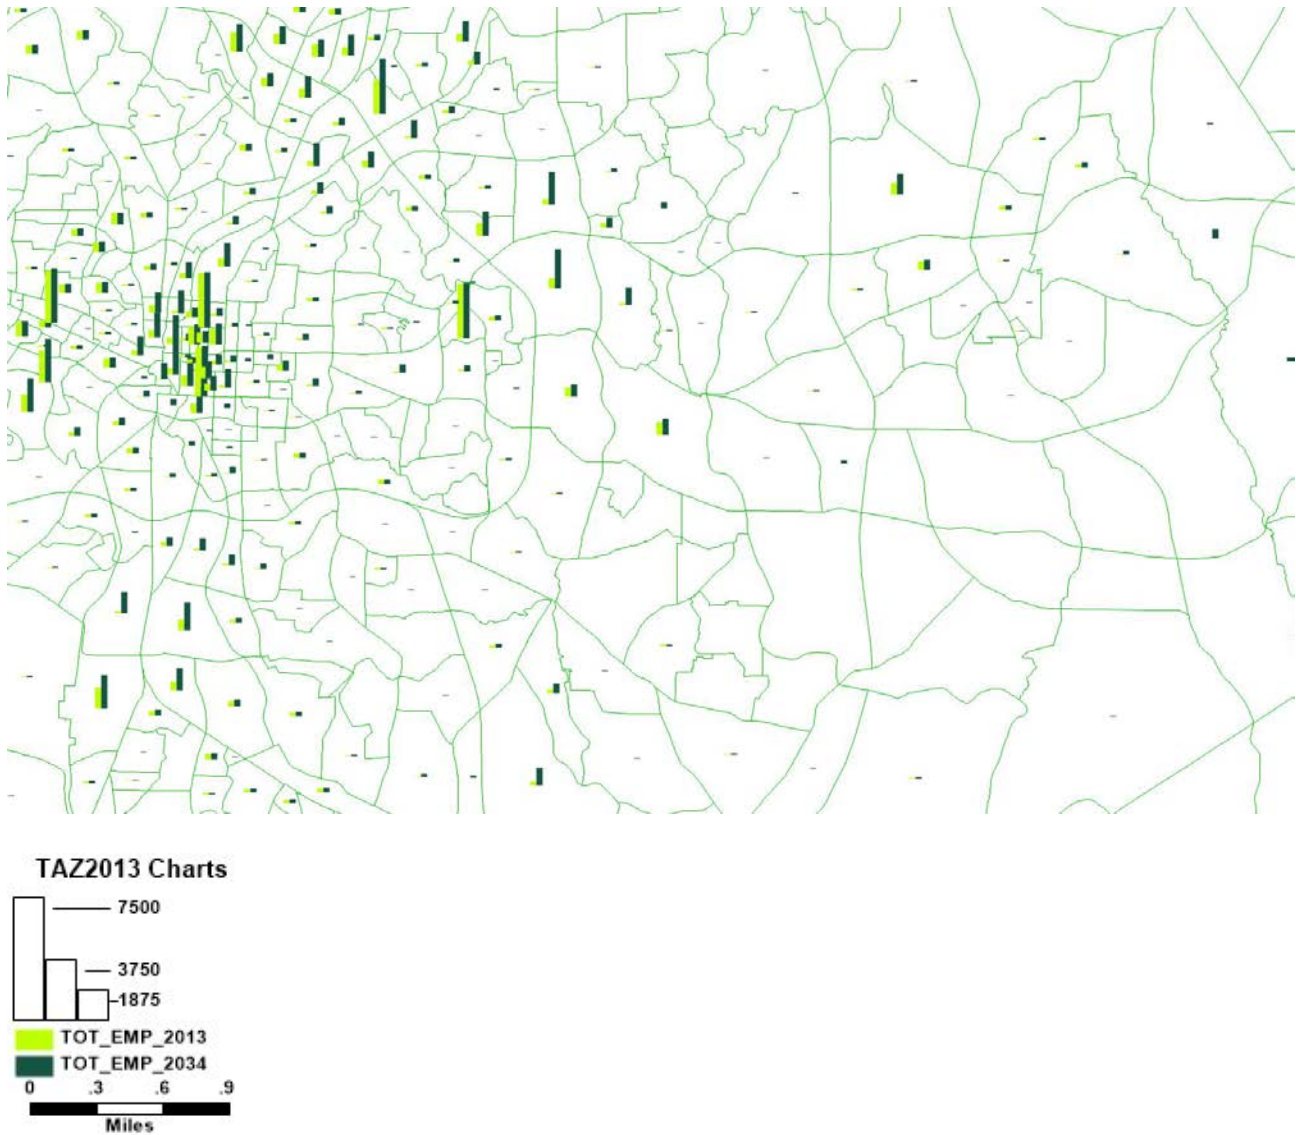 TAZ2013 Charts
7500
3750
1875
TOT_EMP_2013
TOT_EMP_2034
0 .3 .6 .9
Miles